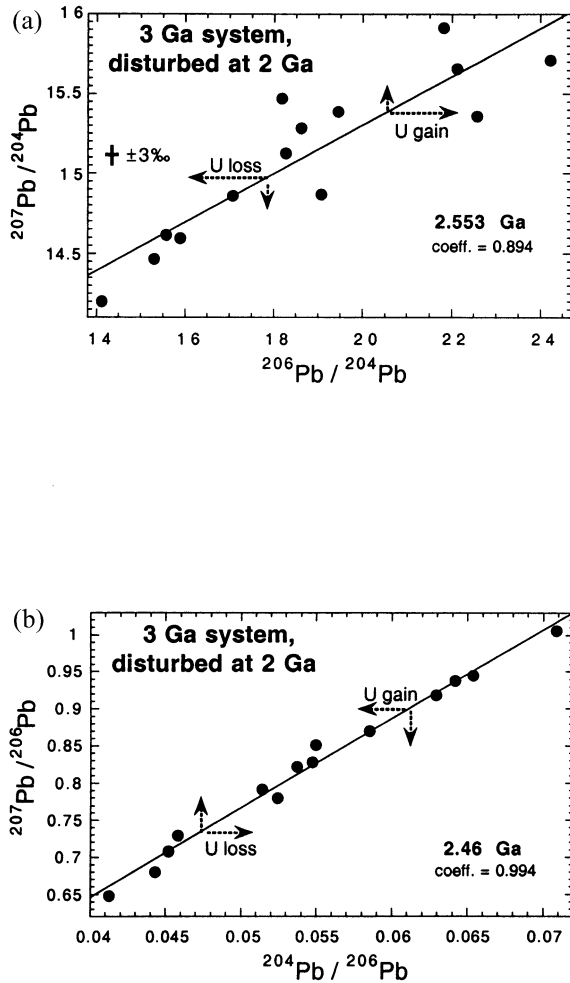 (a)
3 Ga system,
disturbed at 2 Ga
16
15.5
15
14.5
²⁰⁷Pb / ²⁰⁴Pb
±3‰
U loss
U gain
2.553 Ga
coeff. = 0.894
14 16 18 20 22 24
²⁰⁶Pb / ²⁰⁴Pb
(b)
3 Ga system,
disturbed at 2 Ga
1
0.95
0.9
0.85
0.8
0.75
0.7
0.65
²⁰⁷Pb / ²⁰⁶Pb
U gain
U loss
2.46 Ga
coeff. = 0.994
0.04 0.045 0.05 0.055 0.06 0.065 0.07
²⁰⁴Pb / ²⁰⁶Pb